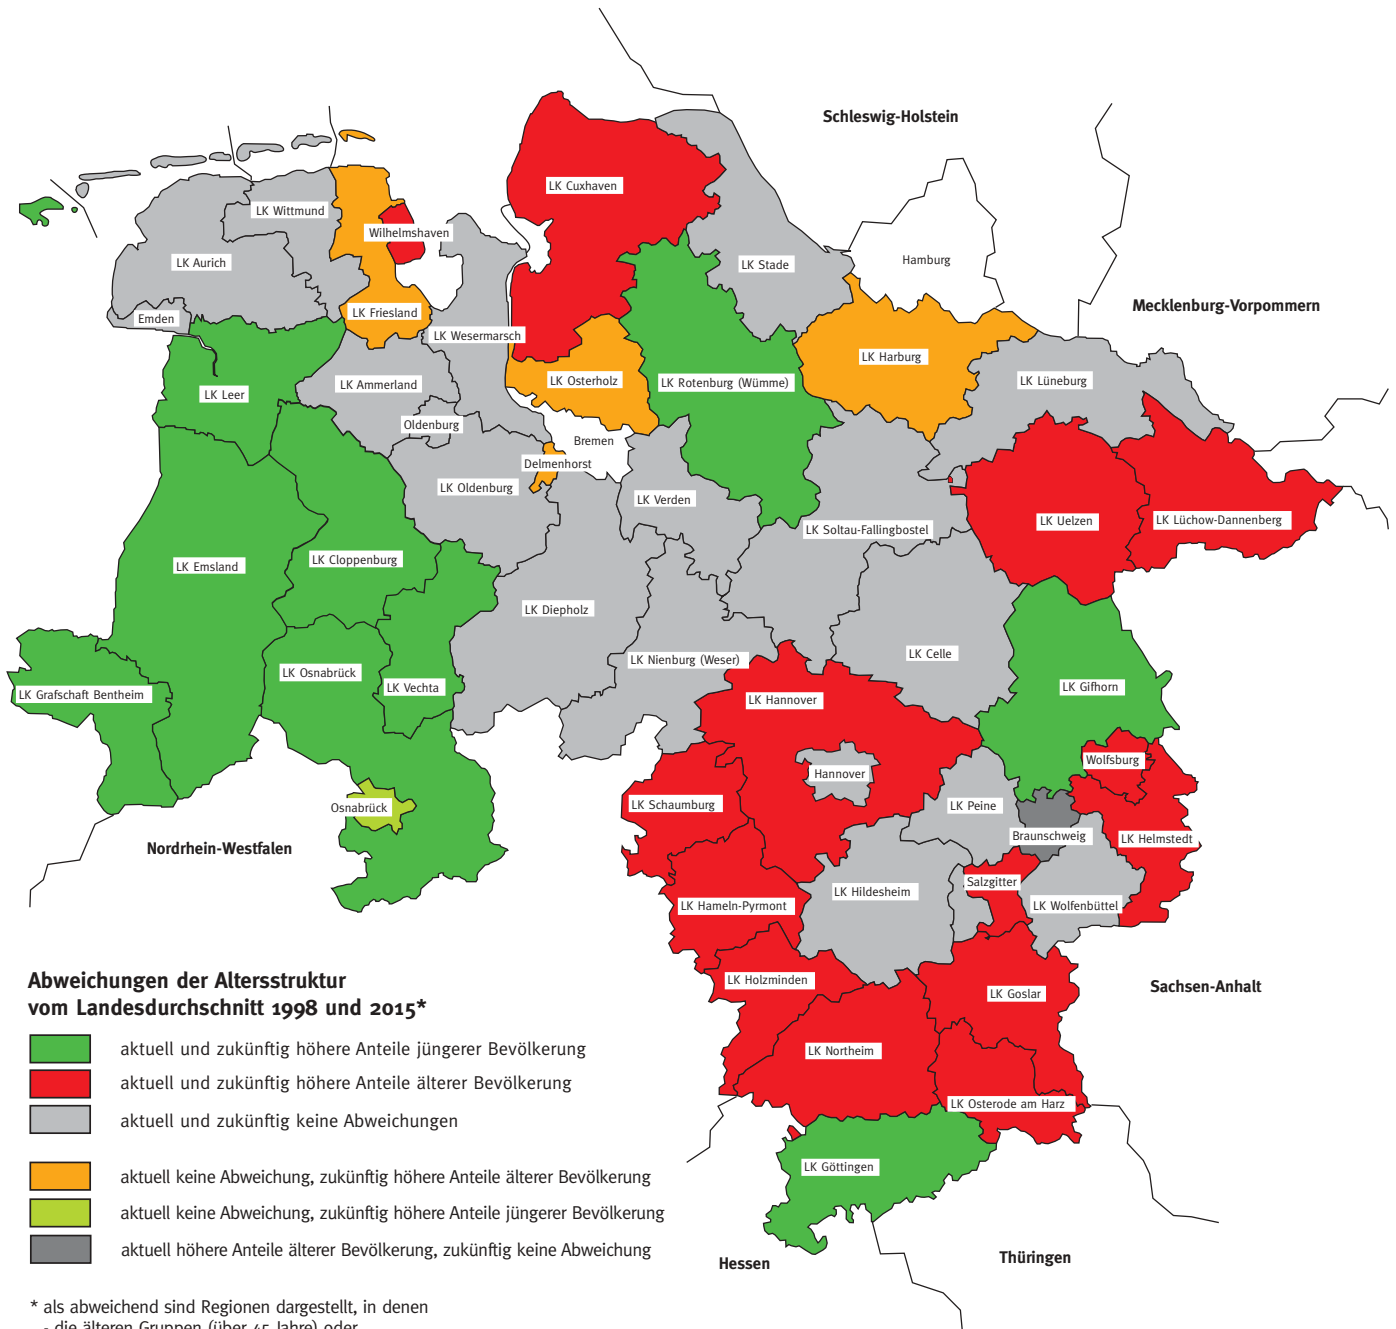 Schleswig-Holstein
LK Cuxhaven
LK Wittmund
Wilhelmshaven
LK Aurich
LK Stade
Hamburg
Mecklenburg-Vorpommern
Emden
LK Friesland
LK Wesermarsch
LK Harburg
LK Leer
LK Ammerland
LK Osterholz
LK Rotenburg (Wümme)
LK Lüneburg
Oldenburg
Bremen
Delmenhorst
LK Oldenburg
LK Verden
LK Soltau-Fallingbostel
LK Uelzen
LK Lüchow-Dannenberg
LK Emsland
LK Cloppenburg
LK Diepholz
LK Nienburg (Weser)
LK Celle
LK Grafschaft Bentheim
LK Osnabrück
LK Vechta
LK Hannover
LK Gifhorn
Wolfsburg
Hannover
Osnabrück
LK Schaumburg
LK Peine
Braunschweig
LK Helmstedt
Nordrhein-Westfalen
LK Hameln-Pyrmont
LK Hildesheim
Salzgitter
LK Wolfenbüttel
LK Holzminden
LK Goslar
Sachsen-Anhalt
LK Northeim
LK Osterode am Harz
LK Göttingen
Hessen
Thüringen
Abweichungen der Altersstruktur
vom Landesdurchschnitt 1998 und 2015*
aktuell und zukünftig höhere Anteile jüngerer Bevölkerung
aktuell und zukünftig höhere Anteile älterer Bevölkerung
aktuell und zukünftig keine Abweichungen
aktuell keine Abweichung, zukünftig höhere Anteile älterer Bevölkerung
aktuell keine Abweichung, zukünftig höhere Anteile jüngerer Bevölkerung
aktuell höhere Anteile älterer Bevölkerung, zukünftig keine Abweichung
* als abweichend sind Regionen dargestellt, in denen
- die älteren Gruppen (über 45 Jahre) oder